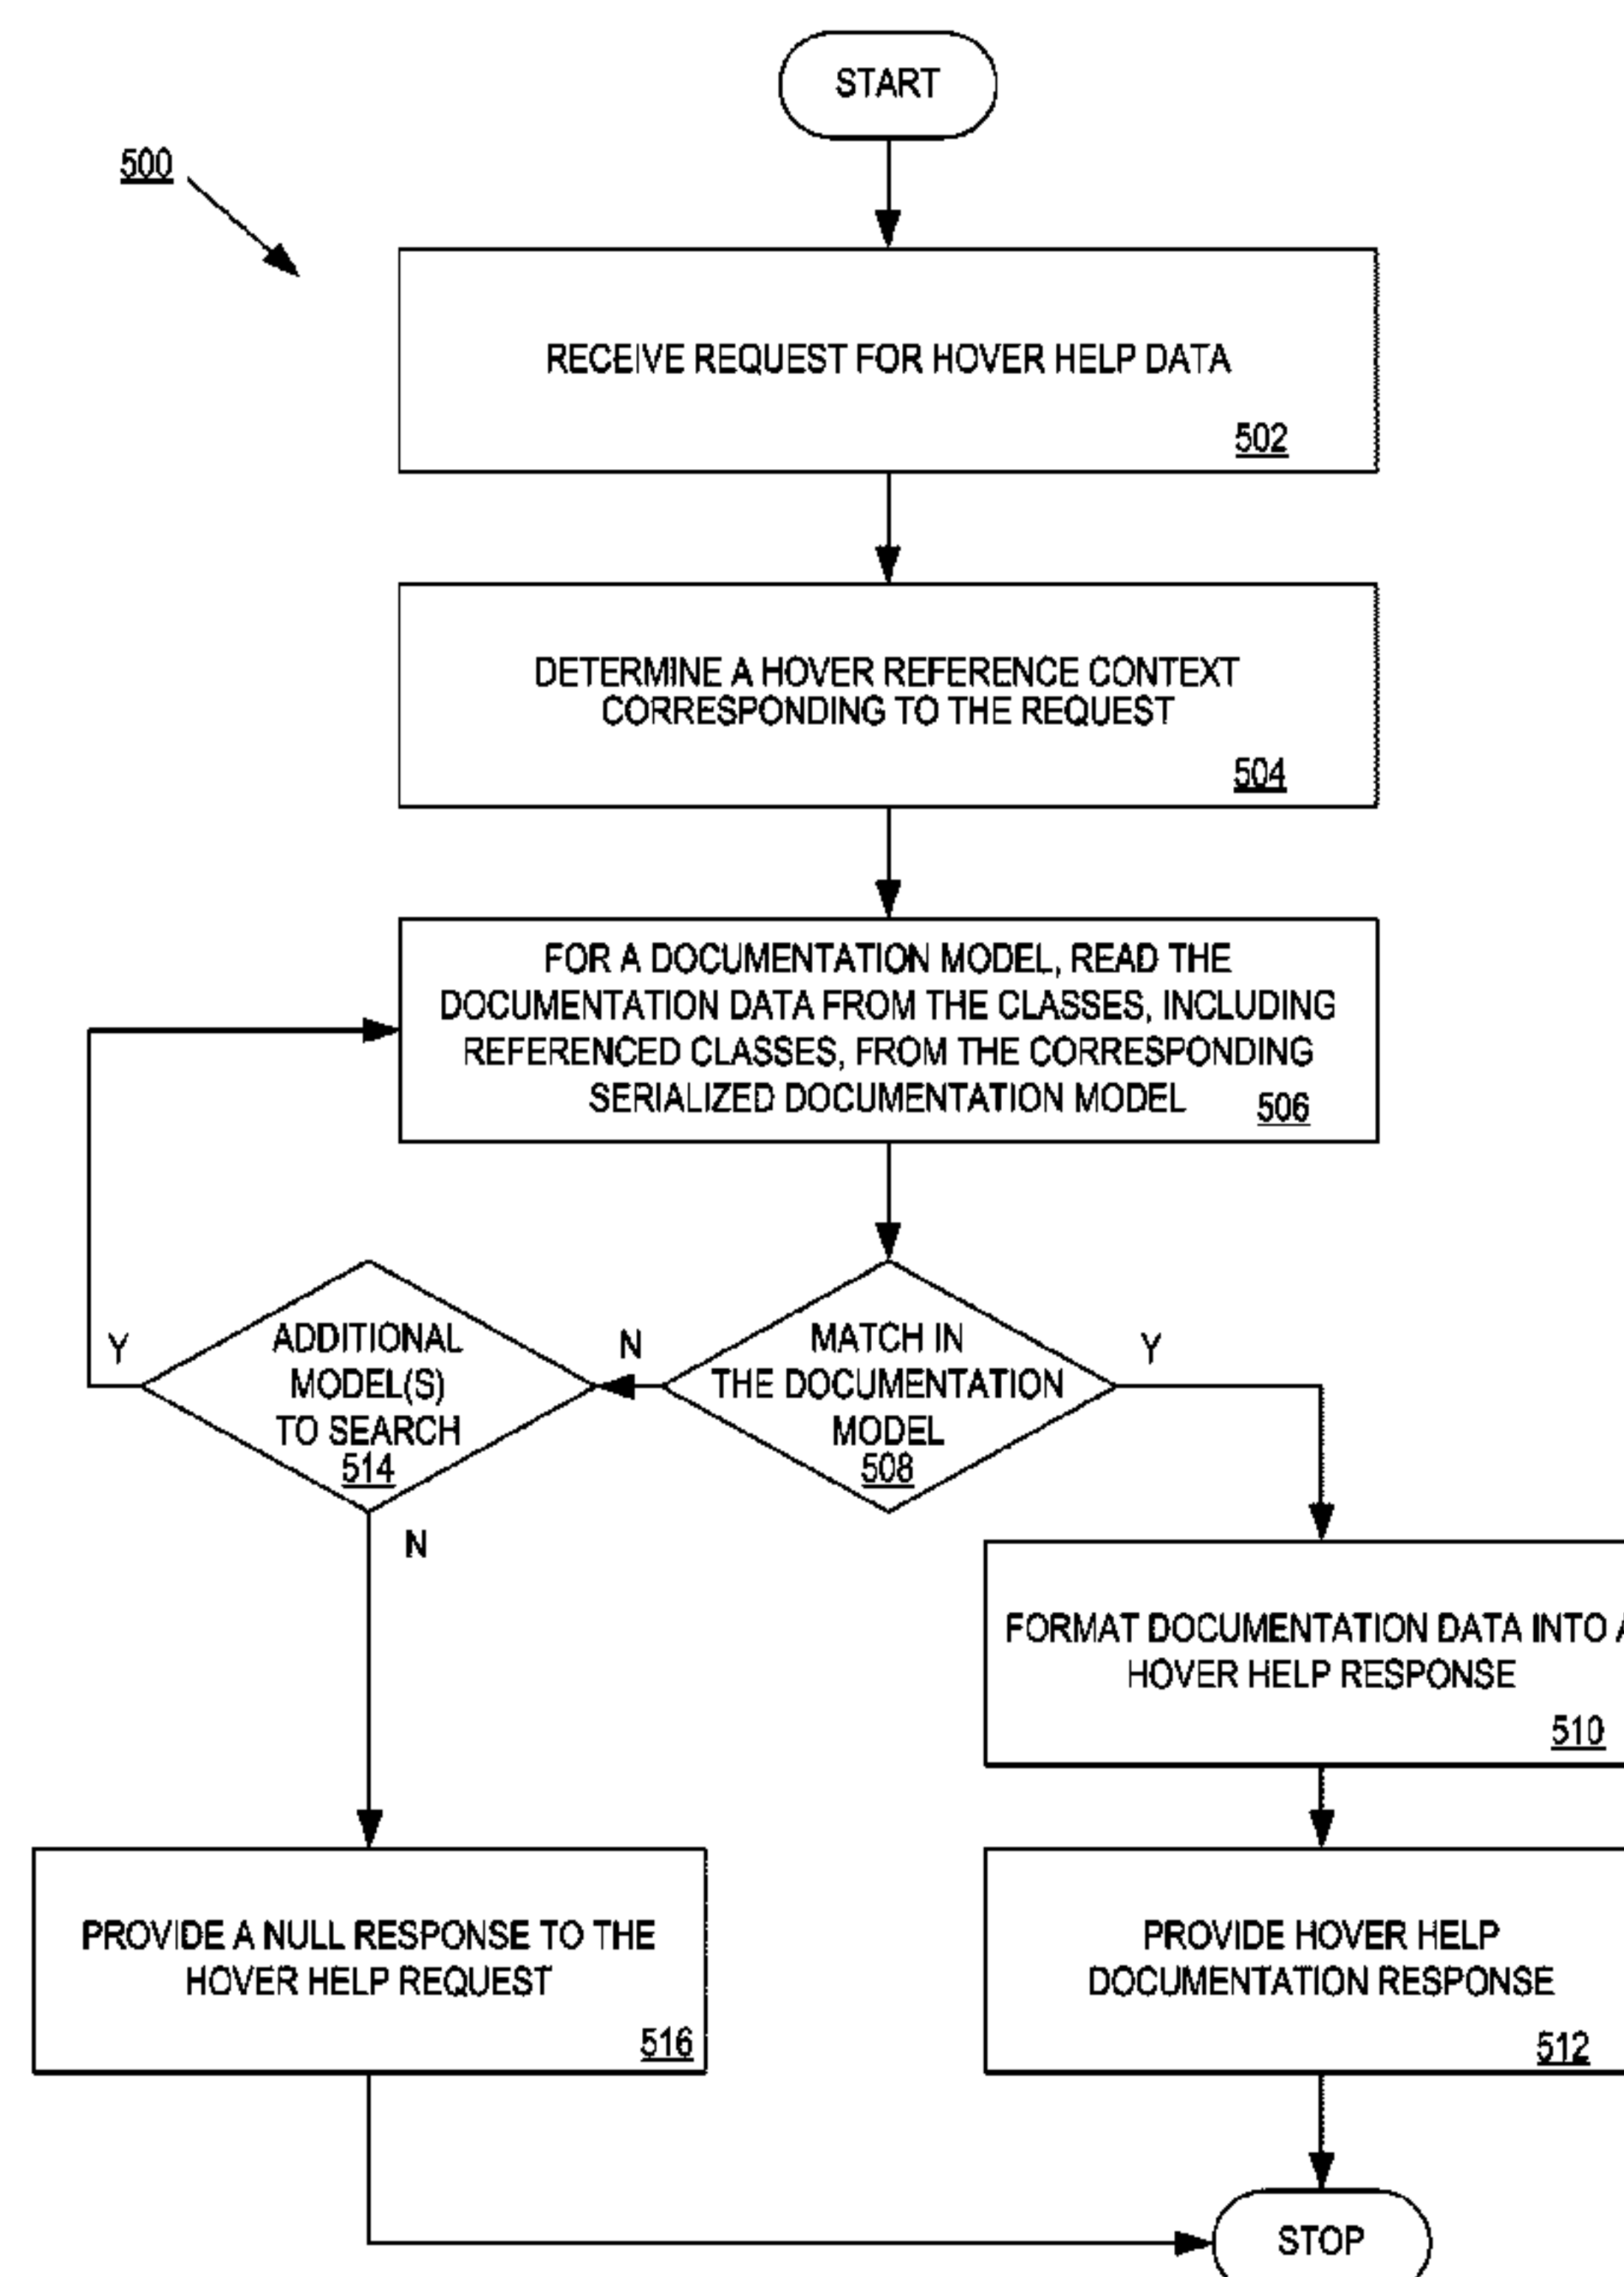 START
500
RECEIVE REQUEST FOR HOVER HELP DATA
502
DETERMINE A HOVER REFERENCE CONTEXT
CORRESPONDING TO THE REQUEST
504
FOR A DOCUMENTATION MODEL, READ THE
DOCUMENTATION DATA FROM THE CLASSES, INCLUDING
REFERENCED CLASSES, FROM THE CORRESPONDING
SERIALIZED DOCUMENTATION MODEL
506
Y
ADDITIONAL
MODEL(S)
TO SEARCH
514
N
MATCH IN
THE DOCUMENTATION
MODEL
508
Y
N
FORMAT DOCUMENTATION DATA INTO A
HOVER HELP RESPONSE
510
PROVIDE A NULL RESPONSE TO THE
HOVER HELP REQUEST
516
PROVIDE HOVER HELP
DOCUMENTATION RESPONSE
512
STOP